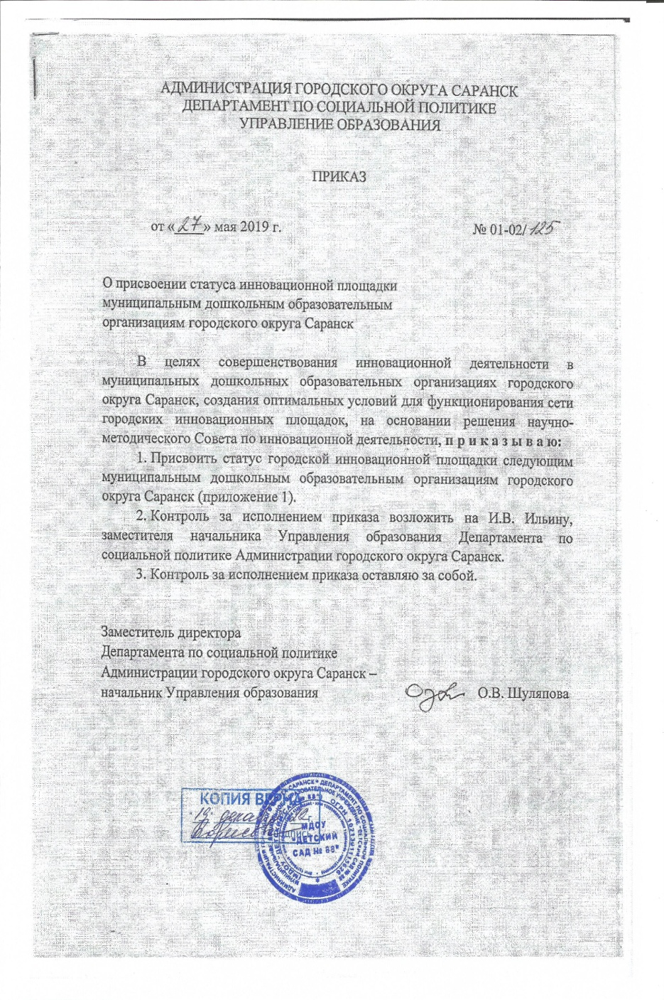 АДМИНИСТРАЦИЯ ГОРОДСКОГО ОКРУГА САРАНСК
ДЕПАРТАМЕНТ ПО СОЦИАЛЬНОЙ ПОЛИТИКЕ
УПРАВЛЕНИЕ ОБРАЗОВАНИЯ
ПРИКАЗ
от «27» мая 2019 г. № 01-02/125
О присвоении статуса инновационной площадки
муниципальным дошкольным образовательным
организациям городского округа Саранск
В целях совершенствования инновационной деятельности в
муниципальных дошкольных образовательных организациях городского
округа Саранск, создания оптимальных условий для функционирования сети
городских инновационных площадок, на основании решения научно-
методического Совета по инновационной деятельности, п р и к а з ы в а ю:
1. Присвоить статус городской инновационной площадки следующим
муниципальным дошкольным образовательным организациям городского
округа Саранск (приложение 1).
2. Контроль за исполнением приказа возложить на И.В. Ильину,
заместителя начальника Управления образования Департамента по
социальной политике Администрации городского округа Саранск.
3. Контроль за исполнением приказа оставляю за собой.
Заместитель директора
Департамента по социальной политике
Администрации городского округа Саранск –
начальник Управления образования О.В. Шуляпова
КОПИЯ ВЕРНА
МДОУ
"ДЕТСКИЙ
САД № 88"